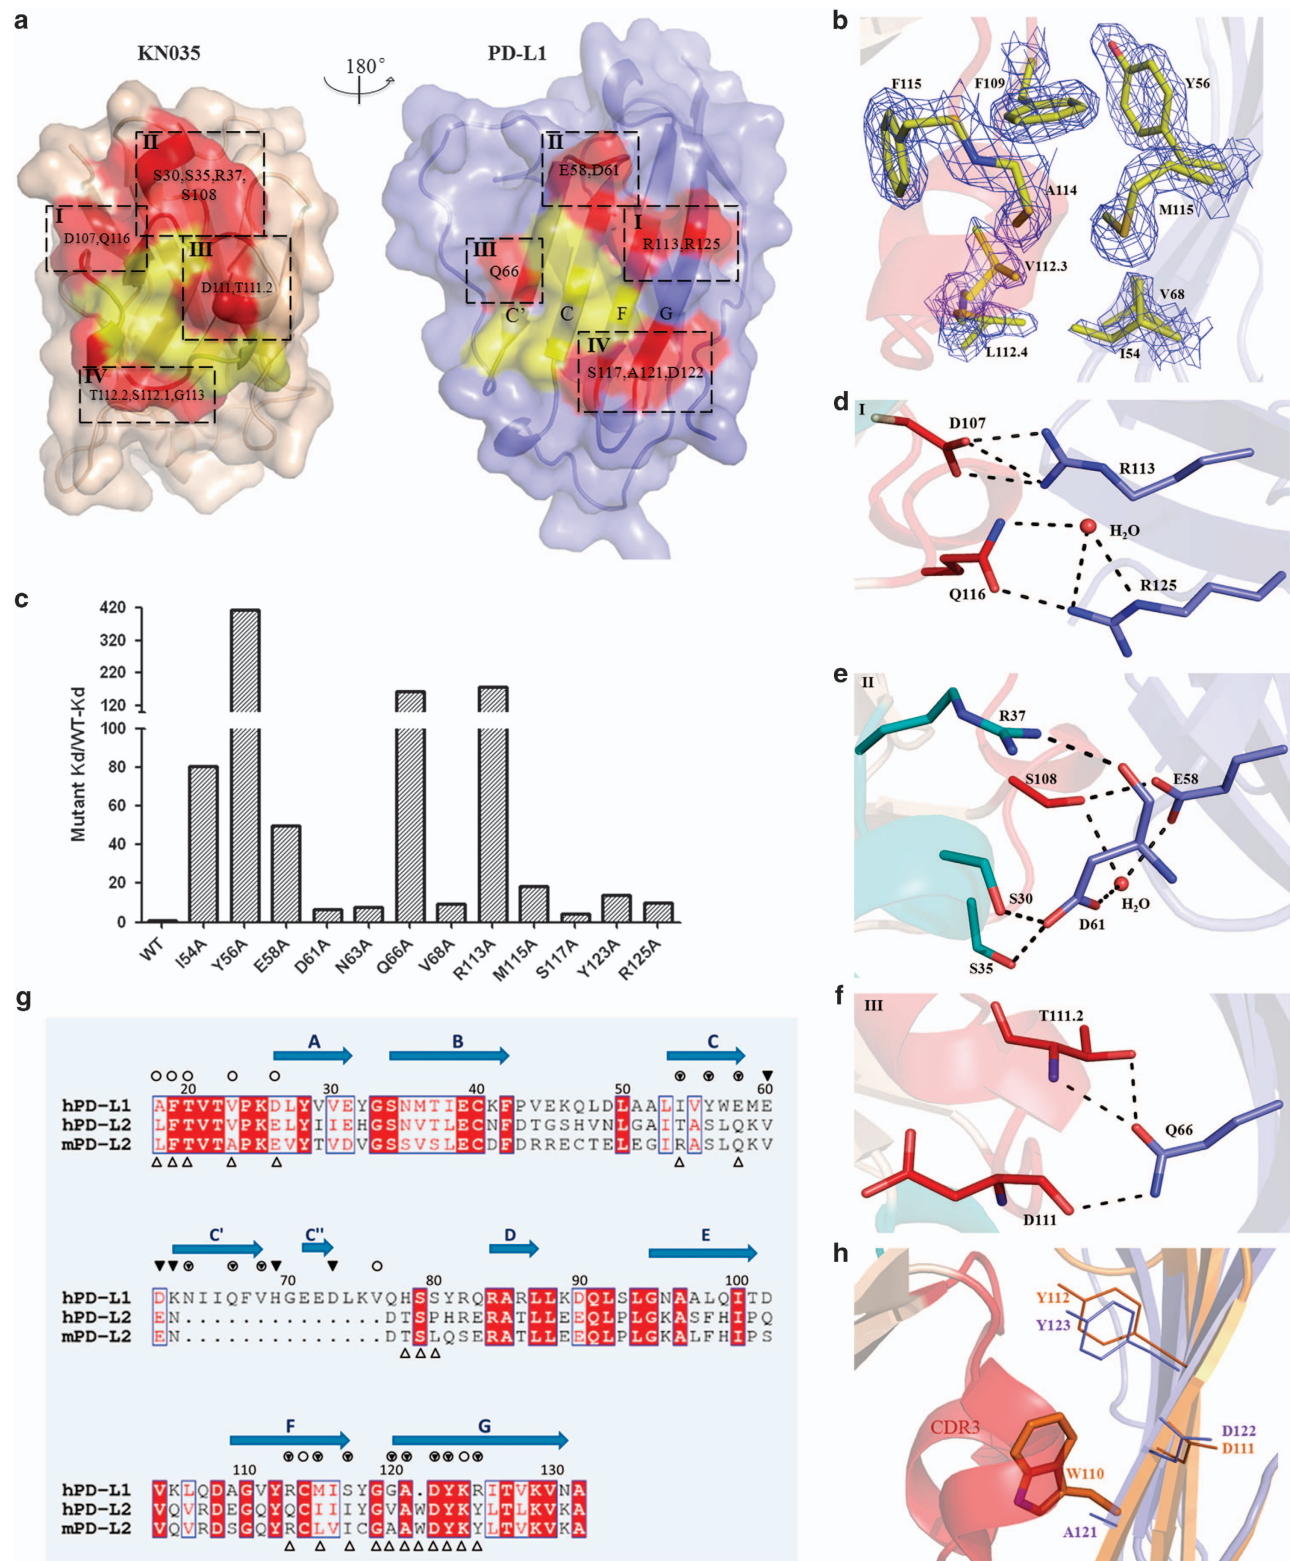 a
KN035
180°
PD-L1
II
S30,S35,R37,
S108
I
D107,Q116
III
D111,T111.2
IV
T112.2,S112.1,G113
II
E58,D61
I
R113,R125
III
Q66
C' C F G
IV
S117,A121,D122
b
F115 F109 Y56
A114
M115
V112.3
V68
L112.4 I54
c
Mutant Kd/WT-Kd
420
320
220
120
100
80
60
40
20
0
WT I54A Y56A E58A D61A N63A Q66A V68A R113A M115A S117A Y123A R125A
d
I
D107
R113
H2O
R125
Q116
e
II
R37
S108 E58
S30 H2O
D61
S35
f
III
T111.2
Q66
D111
g
A B C
20 30 40 50 60
hPD-L1 AFTVTVPKDLYVVEYGSNMTIECKFPVEKQLDLAALIVYWEME
hPD-L2 LFTVTVPKELYIIEHGSNVTLECNFDTGSHVNLGAITASLQKV
mPD-L2 LFTVTAPKEVYTVDVGSSVSLECDFDRRECTELEGIRASLQKV
C' C'' D E
70 80 90 100
hPD-L1 DKNIIQFVHGEEDLKVQHSSYRQRARLLKDQLSLGNAALQITD
hPD-L2 EN..............DTSPHRERATLLEEQLPLGKASFHIPQ
mPD-L2 EN..............DTSLQSERATLLEEQLPLGKALFHIPS
F G
110 120 130
hPD-L1 VKLQDAGVYRCMISYGGA.DYKRITVKVNA
hPD-L2 VQVRDEGQYQCIIIYGVAWDYKYLTLKVKA
mPD-L2 VQVRDSGQYRCLVICGAAWDYKYLTVKVKA
h
Y112
Y123
CDR3
D122
D111
W110
A121